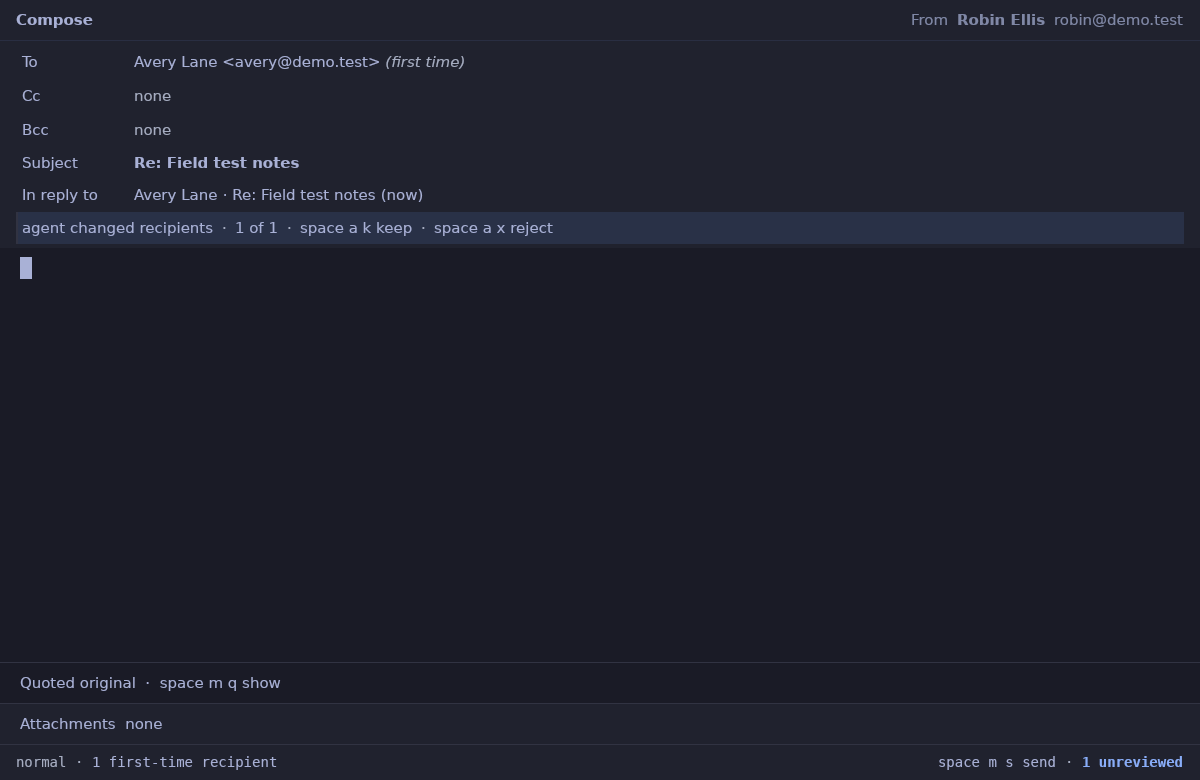 Compose From Robin Ellis robin@demo.test
To Avery Lane <avery@demo.test> (first time)
Cc none
Bcc none
Subject Re: Field test notes
In reply to Avery Lane · Re: Field test notes (now)
agent changed recipients · 1 of 1 · space a k keep · space a x reject
Quoted original · space m q show
Attachments none
normal · 1 first-time recipient space m s send · 1 unreviewed